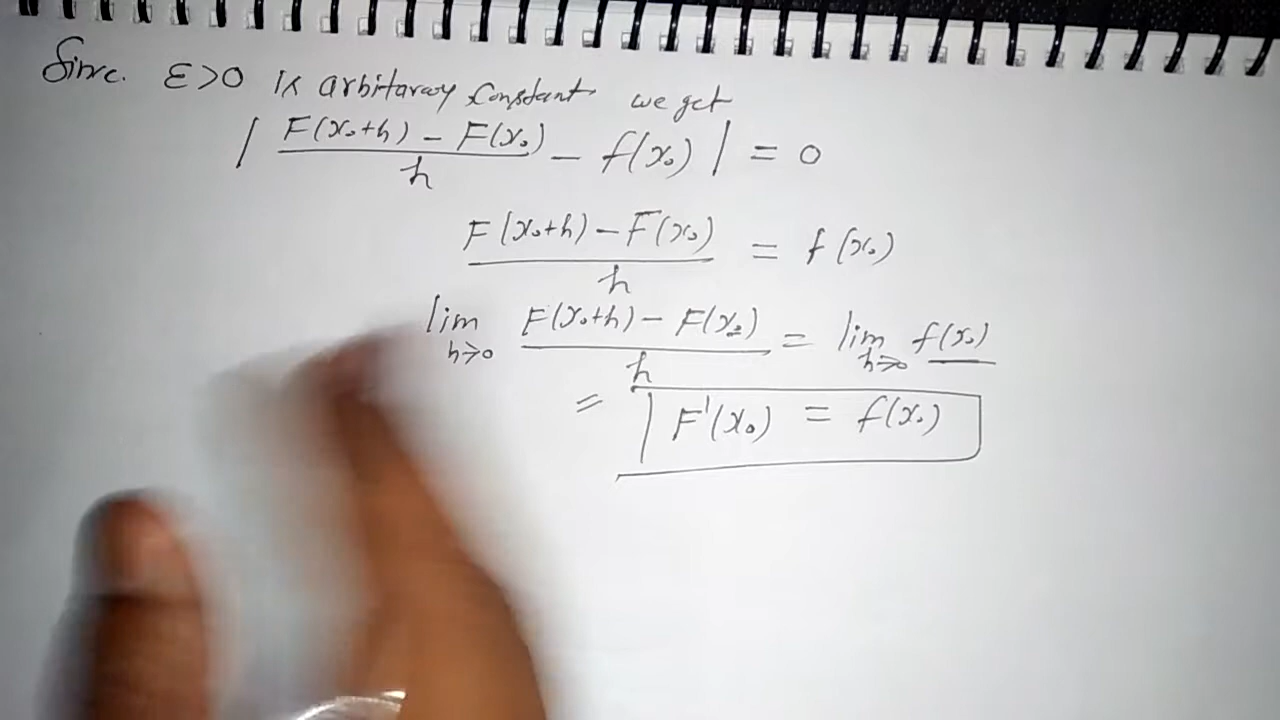 Since. ε>0 is arbitarary Constant we get
| F(x₀+h) - F(x₀) / h - f(x₀) | = 0
F(x₀+h) - F(x₀) / h = f(x₀)
lim h→0 F(x₀+h) - F(x₀) / h = lim h→0 f(x₀)
= F'(x₀) = f(x₀)